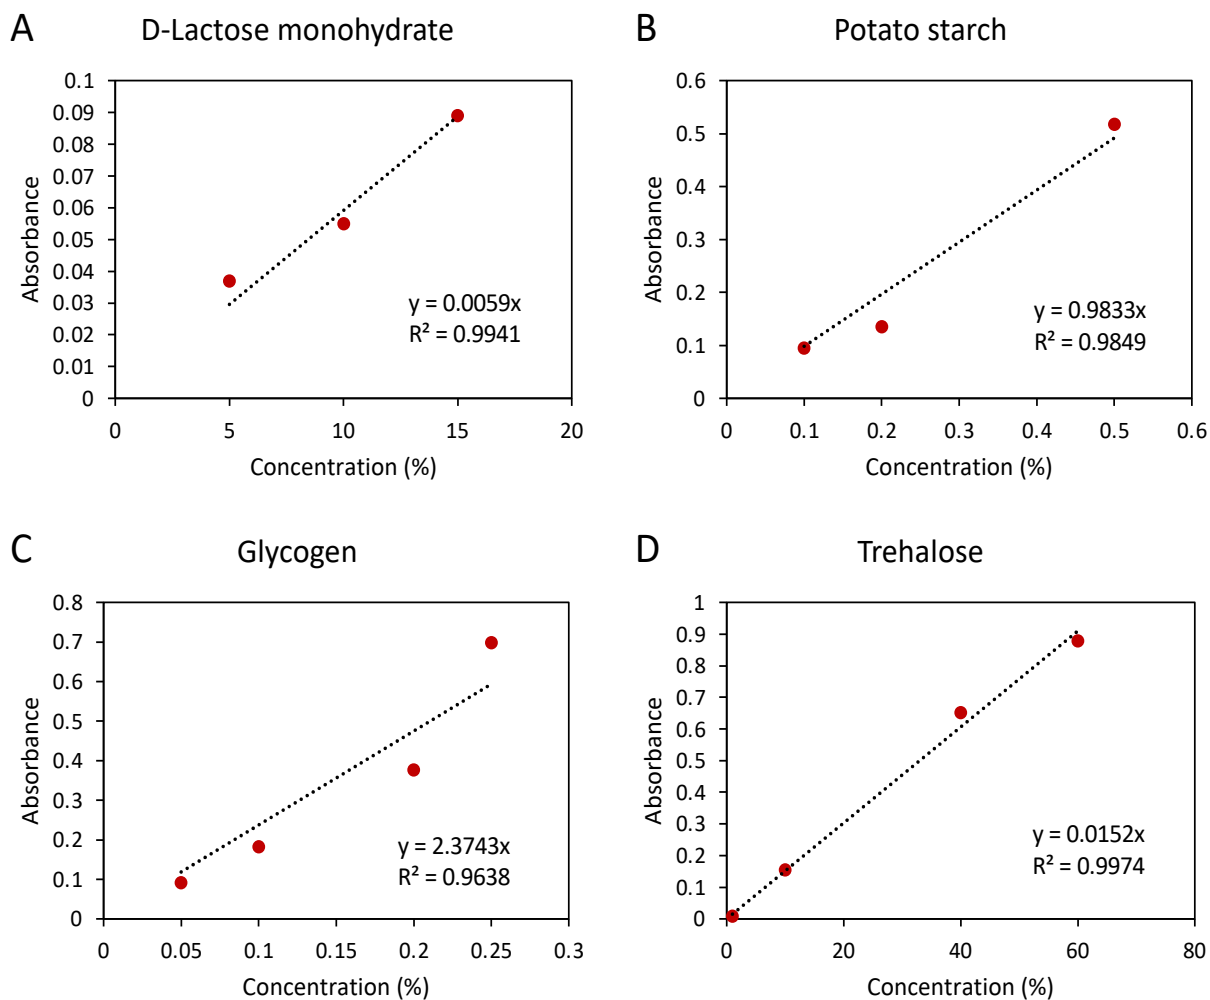 A
D-Lactose monohydrate
0.1
0.09
0.08
0.07
0.06
0.05
0.04
0.03
0.02
0.01
0
Absorbance
y = 0.0059x
R² = 0.9941
0 5 10 15 20
Concentration (%)
B
Potato starch
0.6
0.5
0.4
0.3
0.2
0.1
0
Absorbance
y = 0.9833x
R² = 0.9849
0 0.1 0.2 0.3 0.4 0.5 0.6
Concentration (%)
C
Glycogen
0.8
0.7
0.6
0.5
0.4
0.3
0.2
0.1
0
Absorbance
y = 2.3743x
R² = 0.9638
0 0.05 0.1 0.15 0.2 0.25 0.3
Concentration (%)
D
Trehalose
1
0.9
0.8
0.7
0.6
0.5
0.4
0.3
0.2
0.1
0
Absorbance
y = 0.0152x
R² = 0.9974
0 20 40 60 80
Concentration (%)